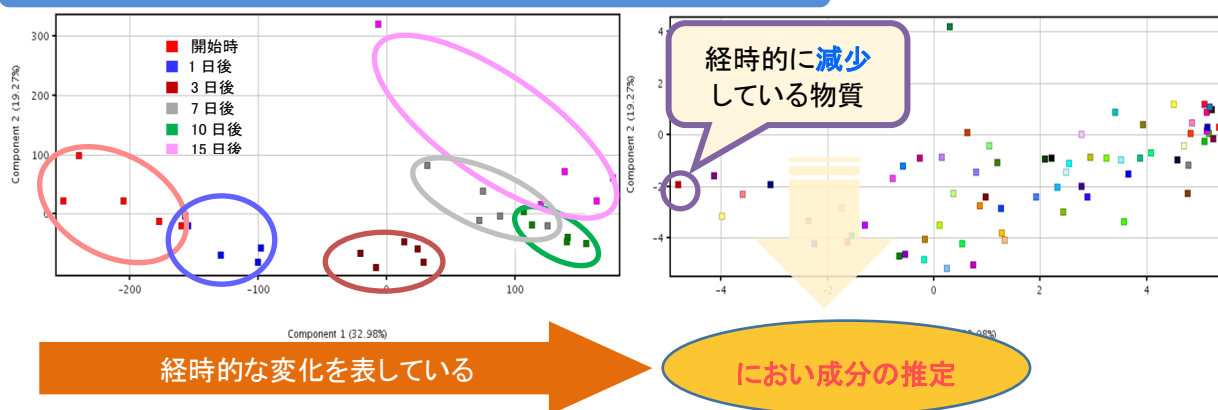 300
200
100
0
-200
-100
0
100
Component 2 (19.27%)
Component 1 (32.98%)
開始時
1 日後
3 日後
7 日後
10 日後
15 日後
4
2
0
-2
-4
-4
-2
0
2
4
Component 2 (19.27%)
98%)
経時的に減少
している物質
経時的な変化を表している
におい成分の推定